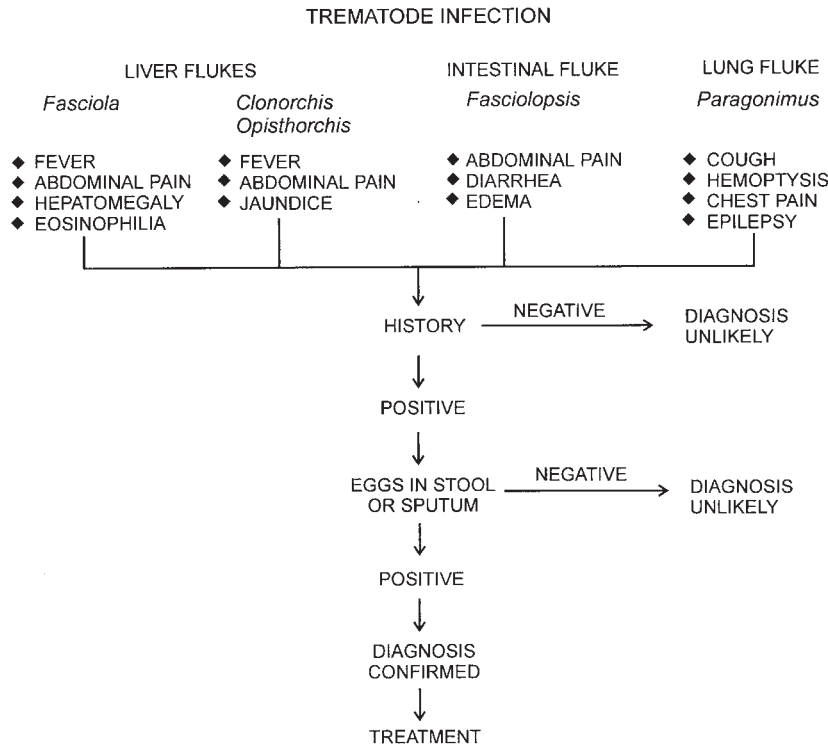 TREMATODE INFECTION
LIVER FLUKES
INTESTINAL FLUKE
LUNG FLUKE
Fasciola
Clonorchis
Opisthorchis
Fasciolopsis
Paragonimus
◆ FEVER
◆ ABDOMINAL PAIN
◆ HEPATOMEGALY
◆ EOSINOPHILIA
◆ FEVER
◆ ABDOMINAL PAIN
◆ JAUNDICE
◆ ABDOMINAL PAIN
◆ DIARRHEA
◆ EDEMA
◆ COUGH
◆ HEMOPTYSIS
◆ CHEST PAIN
◆ EPILEPSY
HISTORY
NEGATIVE
DIAGNOSIS
UNLIKELY
POSITIVE
EGGS IN STOOL
OR SPUTUM
NEGATIVE
DIAGNOSIS
UNLIKELY
POSITIVE
DIAGNOSIS
CONFIRMED
TREATMENT